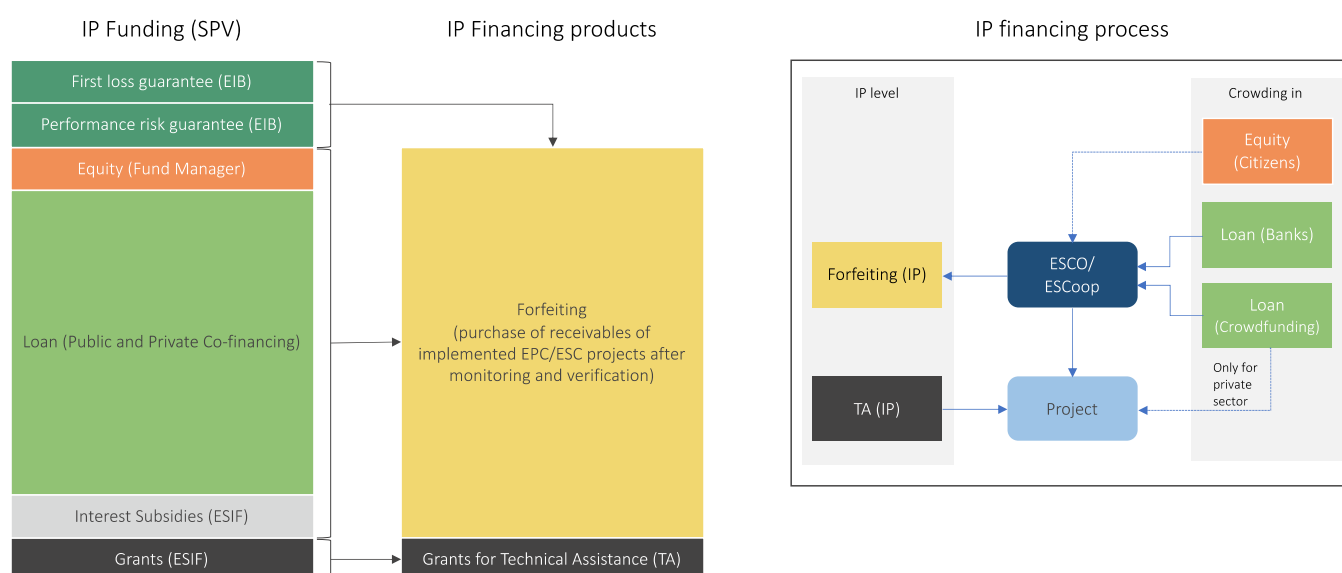 IP Funding (SPV)
First loss guarantee (EIB)
Performance risk guarantee (EIB)
Equity (Fund Manager)
Loan (Public and Private Co-financing)
Interest Subsidies (ESIF)
Grants (ESIF)
IP Financing products
Forfeiting
(purchase of receivables of
implemented EPC/ESC projects after
monitoring and verification)
Grants for Technical Assistance (TA)
IP financing process
IP level
Forfeiting (IP)
TA (IP)
ESCO/
ESCoop
Project
Crowding in
Equity
(Citizens)
Loan (Banks)
Loan
(Crowdfunding)
Only for
private
sector